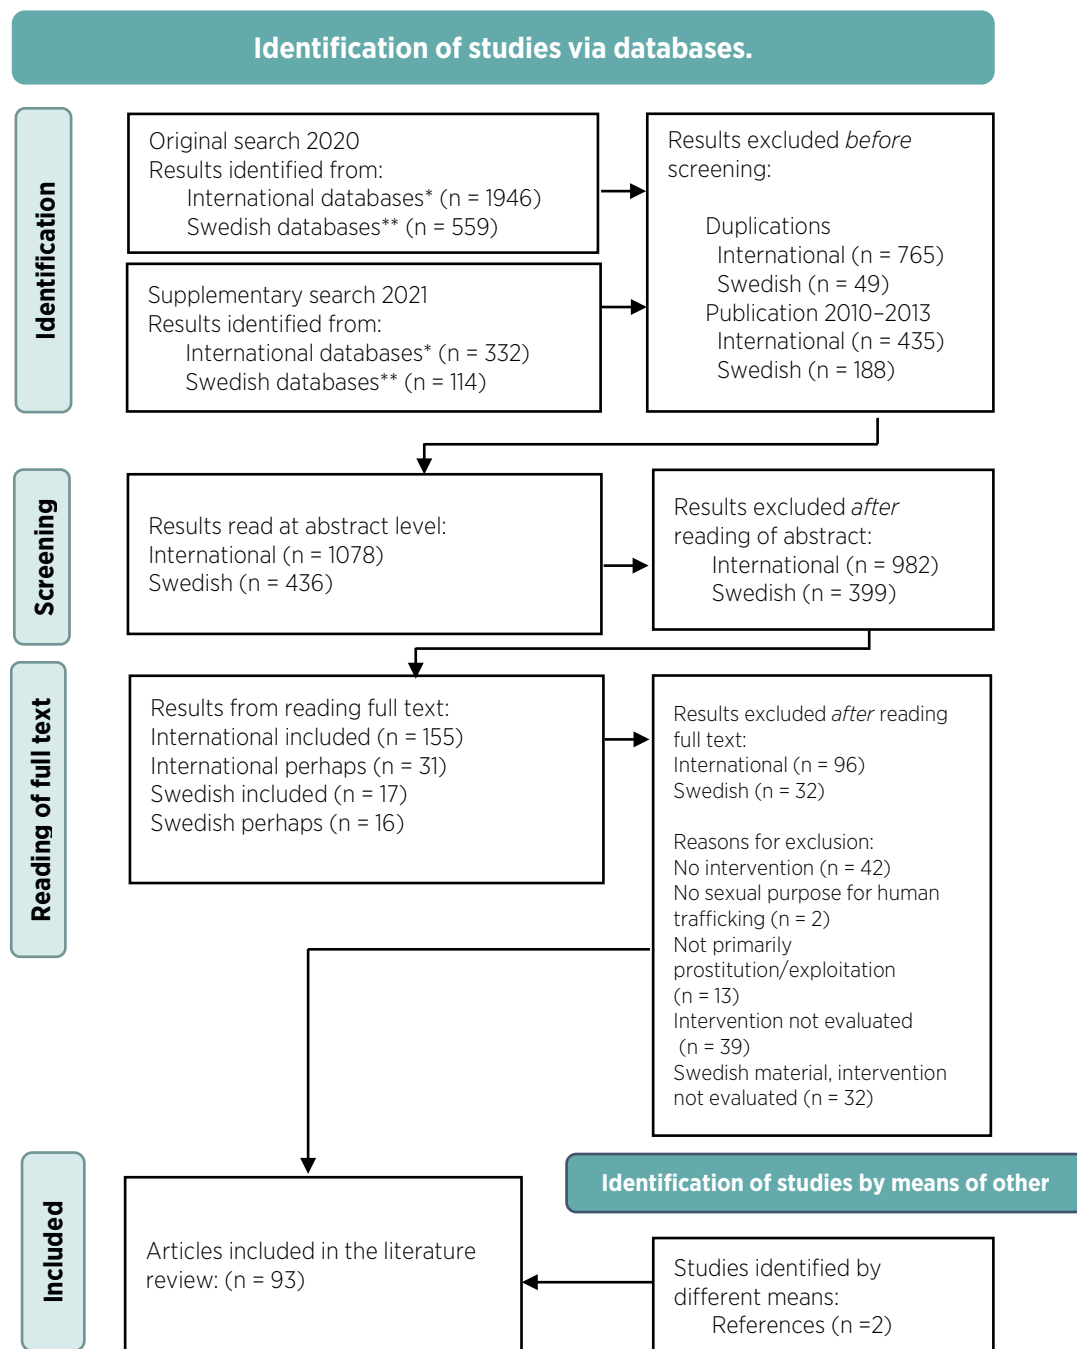 Identification of studies via databases.
Identification
Original search 2020
Results identified from:
International databases* (n = 1946)
Swedish databases** (n = 559)
Supplementary search 2021
Results identified from:
International databases* (n = 332)
Swedish databases** (n = 114)
Results excluded before
screening:
Duplications
International (n = 765)
Swedish (n = 49)
Publication 2010–2013
International (n = 435)
Swedish (n = 188)
Screening
Results read at abstract level:
International (n = 1078)
Swedish (n = 436)
Results excluded after
reading of abstract:
International (n = 982)
Swedish (n = 399)
Reading of full text
Results from reading full text:
International included (n = 155)
International perhaps (n = 31)
Swedish included (n = 17)
Swedish perhaps (n = 16)
Results excluded after reading
full text:
International (n = 96)
Swedish (n = 32)
Reasons for exclusion:
No intervention (n = 42)
No sexual purpose for human
trafficking (n = 2)
Not primarily
prostitution/exploitation
(n = 13)
Intervention not evaluated
(n = 39)
Swedish material, intervention
not evaluated (n = 32)
Included
Articles included in the literature
review: (n = 93)
Identification of studies by means of other
Studies identified by
different means:
References (n =2)